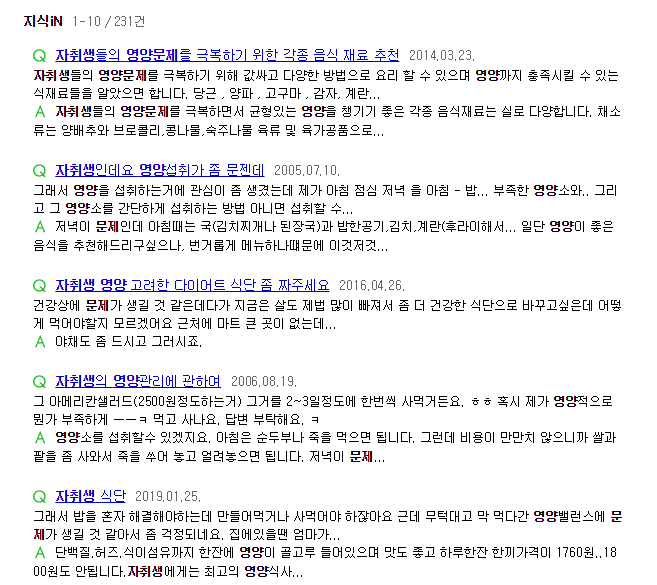 지식iN 1-10 / 231건
Q 자취생들의 영양문제를 극복하기 위한 각종 음식 재료 추천 2014.03.23.
자취생들의 영양문제를 극복하기 위해 값싸고 다양한 방법으로 요리 할 수 있으며 영양까지 충족시킬 수 있는
식재료들을 알았으면 합니다. 당근 , 양파 , 고구마 , 감자, 계란...
A 자취생들의 영양문제를 극복하면서 균형있는 영양을 챙기기 좋은 각종 음식재료는 실로 다양합니다. 채소
류는 양배추와 브로콜리,콩나물,숙주나물 육류 및 육가공품으로...
Q 자취생인데요 영양섭취가 좀 문젠데 2005.07.10.
그래서 영양을 섭취하는거에 관심이 좀 생겼는데 제가 아침 점심 저녁 을 아침 - 밥... 부족한 영양소와.. 그리
고 그 영양소를 간단하게 섭취하는 방법 아니면 섭취할 수...
A 저녁이 문제인데 아침때는 국(김치찌개나 된장국)과 밥한공기,김치,계란(후라이해서... 일단 영양이 좋은
음식을 추천해드리구싶으나, 번거롭게 메뉴하나때문에 이것저것...
Q 자취생 영양 고려한 다이어트 식단 좀 짜주세요 2016.04.26.
건강상에 문제가 생길 것 같은데다가 지금은 살도 제법 많이 빠져서 좀 더 건강한 식단으로 바꾸고싶은데 어떻
게 먹어야할지 모르겠어요 근처에 마트 큰 곳이 없는데...
A 야채도 좀 드시고 그러시죠.
Q 자취생의 영양관리에 관하여 2006.08.19.
그 아메리칸샐러드(2500원정도하는거) 그거를 2~3일정도에 한번씩 사먹거든요. ㅎㅎ 혹시 제가 영양적으로
뭔가 부족하게 ㅡㅡㅋ 먹고 사나요. 답변 부탁해요. ㅋ
A 영양소를 섭취할수 있겠지요. 아침은 순두부나 죽을 먹으면 됩니다. 그런데 비용이 만만치 않으니까 쌀과
팥을 좀 사와서 죽을 쑤어 놓고 얼려놓으면 됩니다. 저녁이 문제...
Q 자취생 식단 2019.01.25.
그래서 밥을 혼자 해결해야하는데 만들어먹거나 사먹어야 하잖아요 근데 무턱대고 막 먹다간 영양밸런스에 문
제가 생길 것 같아서 좀 걱정되네요. 집에있을땐 엄마가...
A 단백질,허즈,식이섬유까지 한잔에 영양이 골고루 들어있으며 맛도 좋고 하루한잔 한끼가격이 1760원..18
00원도 안됩니다.자취생에게는 최고의 영양식사...